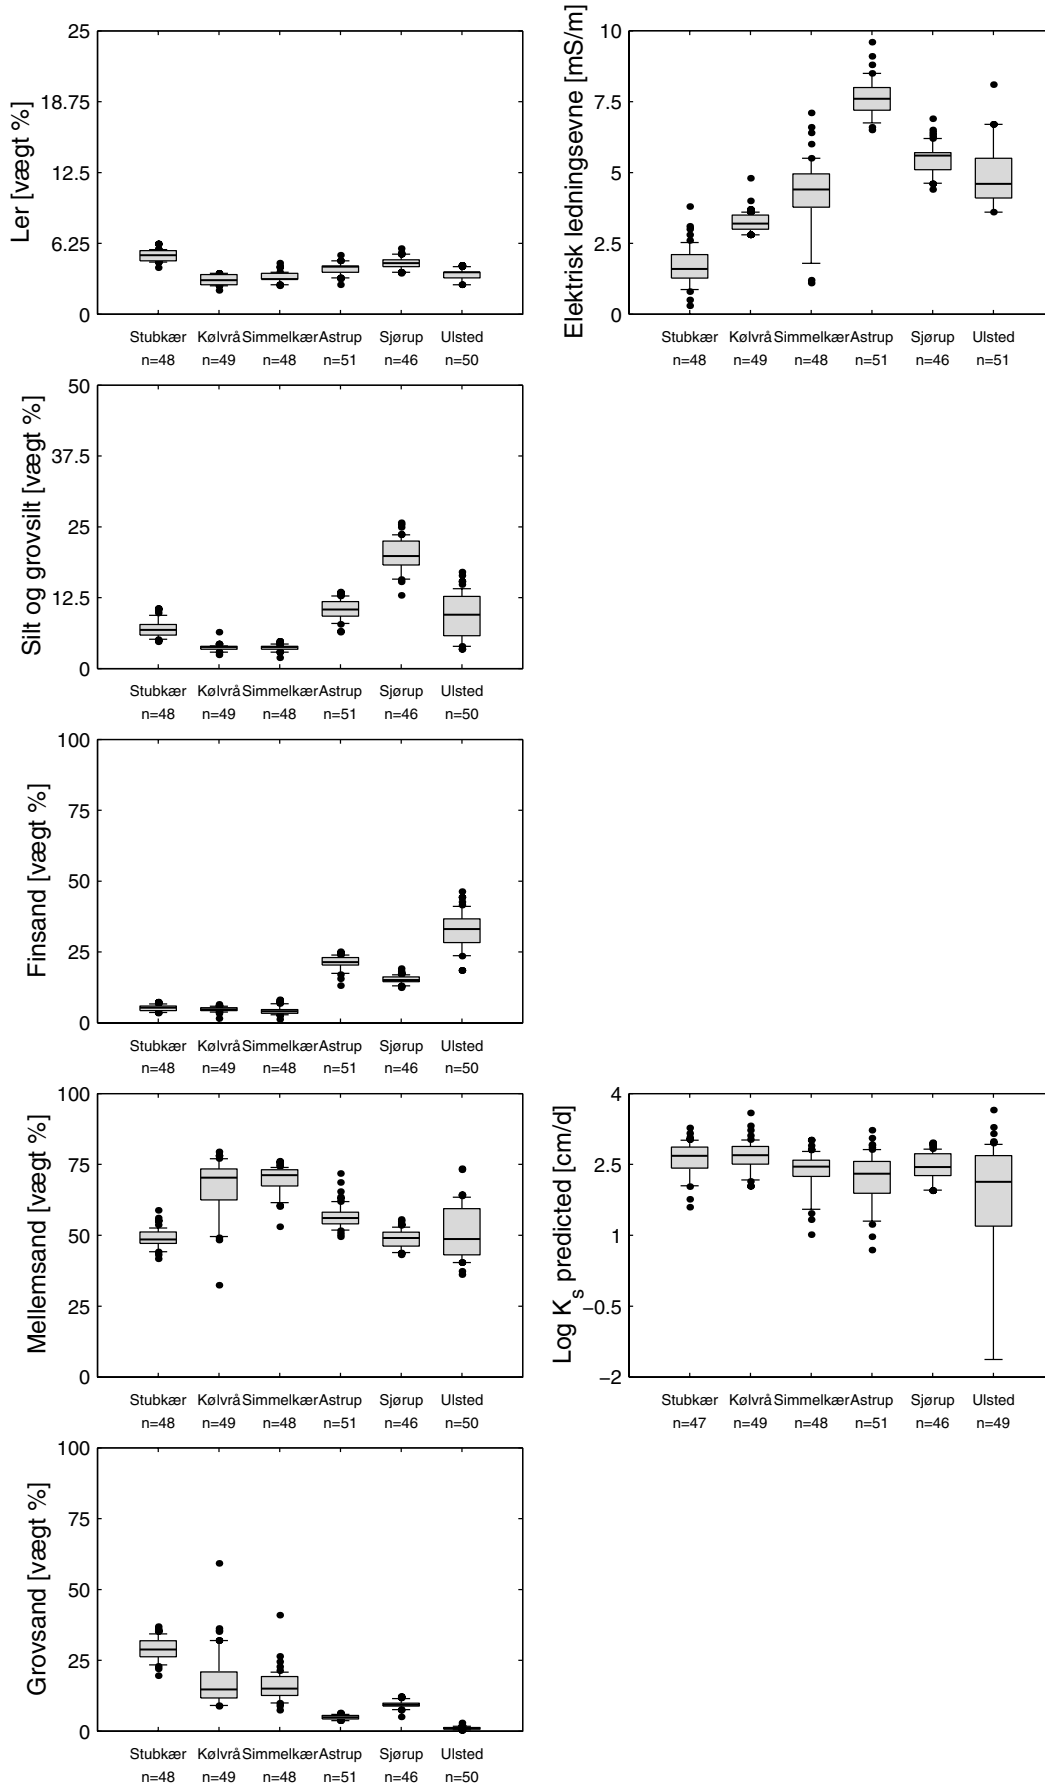 Ler [vægt %]
25
18.75
12.5
6.25
0
Stubkær Kølvrå Simmelkær Astrup Sjørup Ulsted
n=48 n=49 n=48 n=51 n=46 n=50
Elektrisk ledningsevne [mS/m]
10
7.5
5
2.5
0
Stubkær Kølvrå Simmelkær Astrup Sjørup Ulsted
n=48 n=49 n=48 n=51 n=46 n=51
Silt og grovsilt [vægt %]
50
37.5
25
12.5
0
Stubkær Kølvrå Simmelkær Astrup Sjørup Ulsted
n=48 n=49 n=48 n=51 n=46 n=50
Finsand [vægt %]
100
75
50
25
0
Stubkær Kølvrå Simmelkær Astrup Sjørup Ulsted
n=48 n=49 n=48 n=51 n=46 n=50
Mellemsand [vægt %]
100
75
50
25
0
Stubkær Kølvrå Simmelkær Astrup Sjørup Ulsted
n=48 n=49 n=48 n=51 n=46 n=50
Log K_s predicted [cm/d]
4
2.5
1
−0.5
−2
Stubkær Kølvrå Simmelkær Astrup Sjørup Ulsted
n=47 n=49 n=48 n=51 n=46 n=49
Grovsand [vægt %]
100
75
50
25
0
Stubkær Kølvrå Simmelkær Astrup Sjørup Ulsted
n=48 n=49 n=48 n=51 n=46 n=50